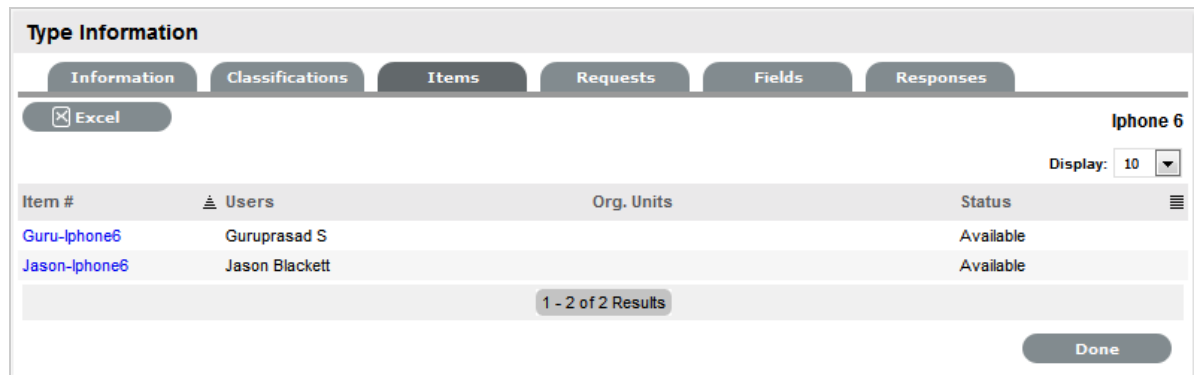 Type Information
Information Classifications Items Requests Fields Responses
Excel
Iphone 6
Display: 10
Item # Users Org. Units Status
Guru-Iphone6 Guruprasad S Available
Jason-Iphone6 Jason Blackett Available
1 - 2 of 2 Results
Done